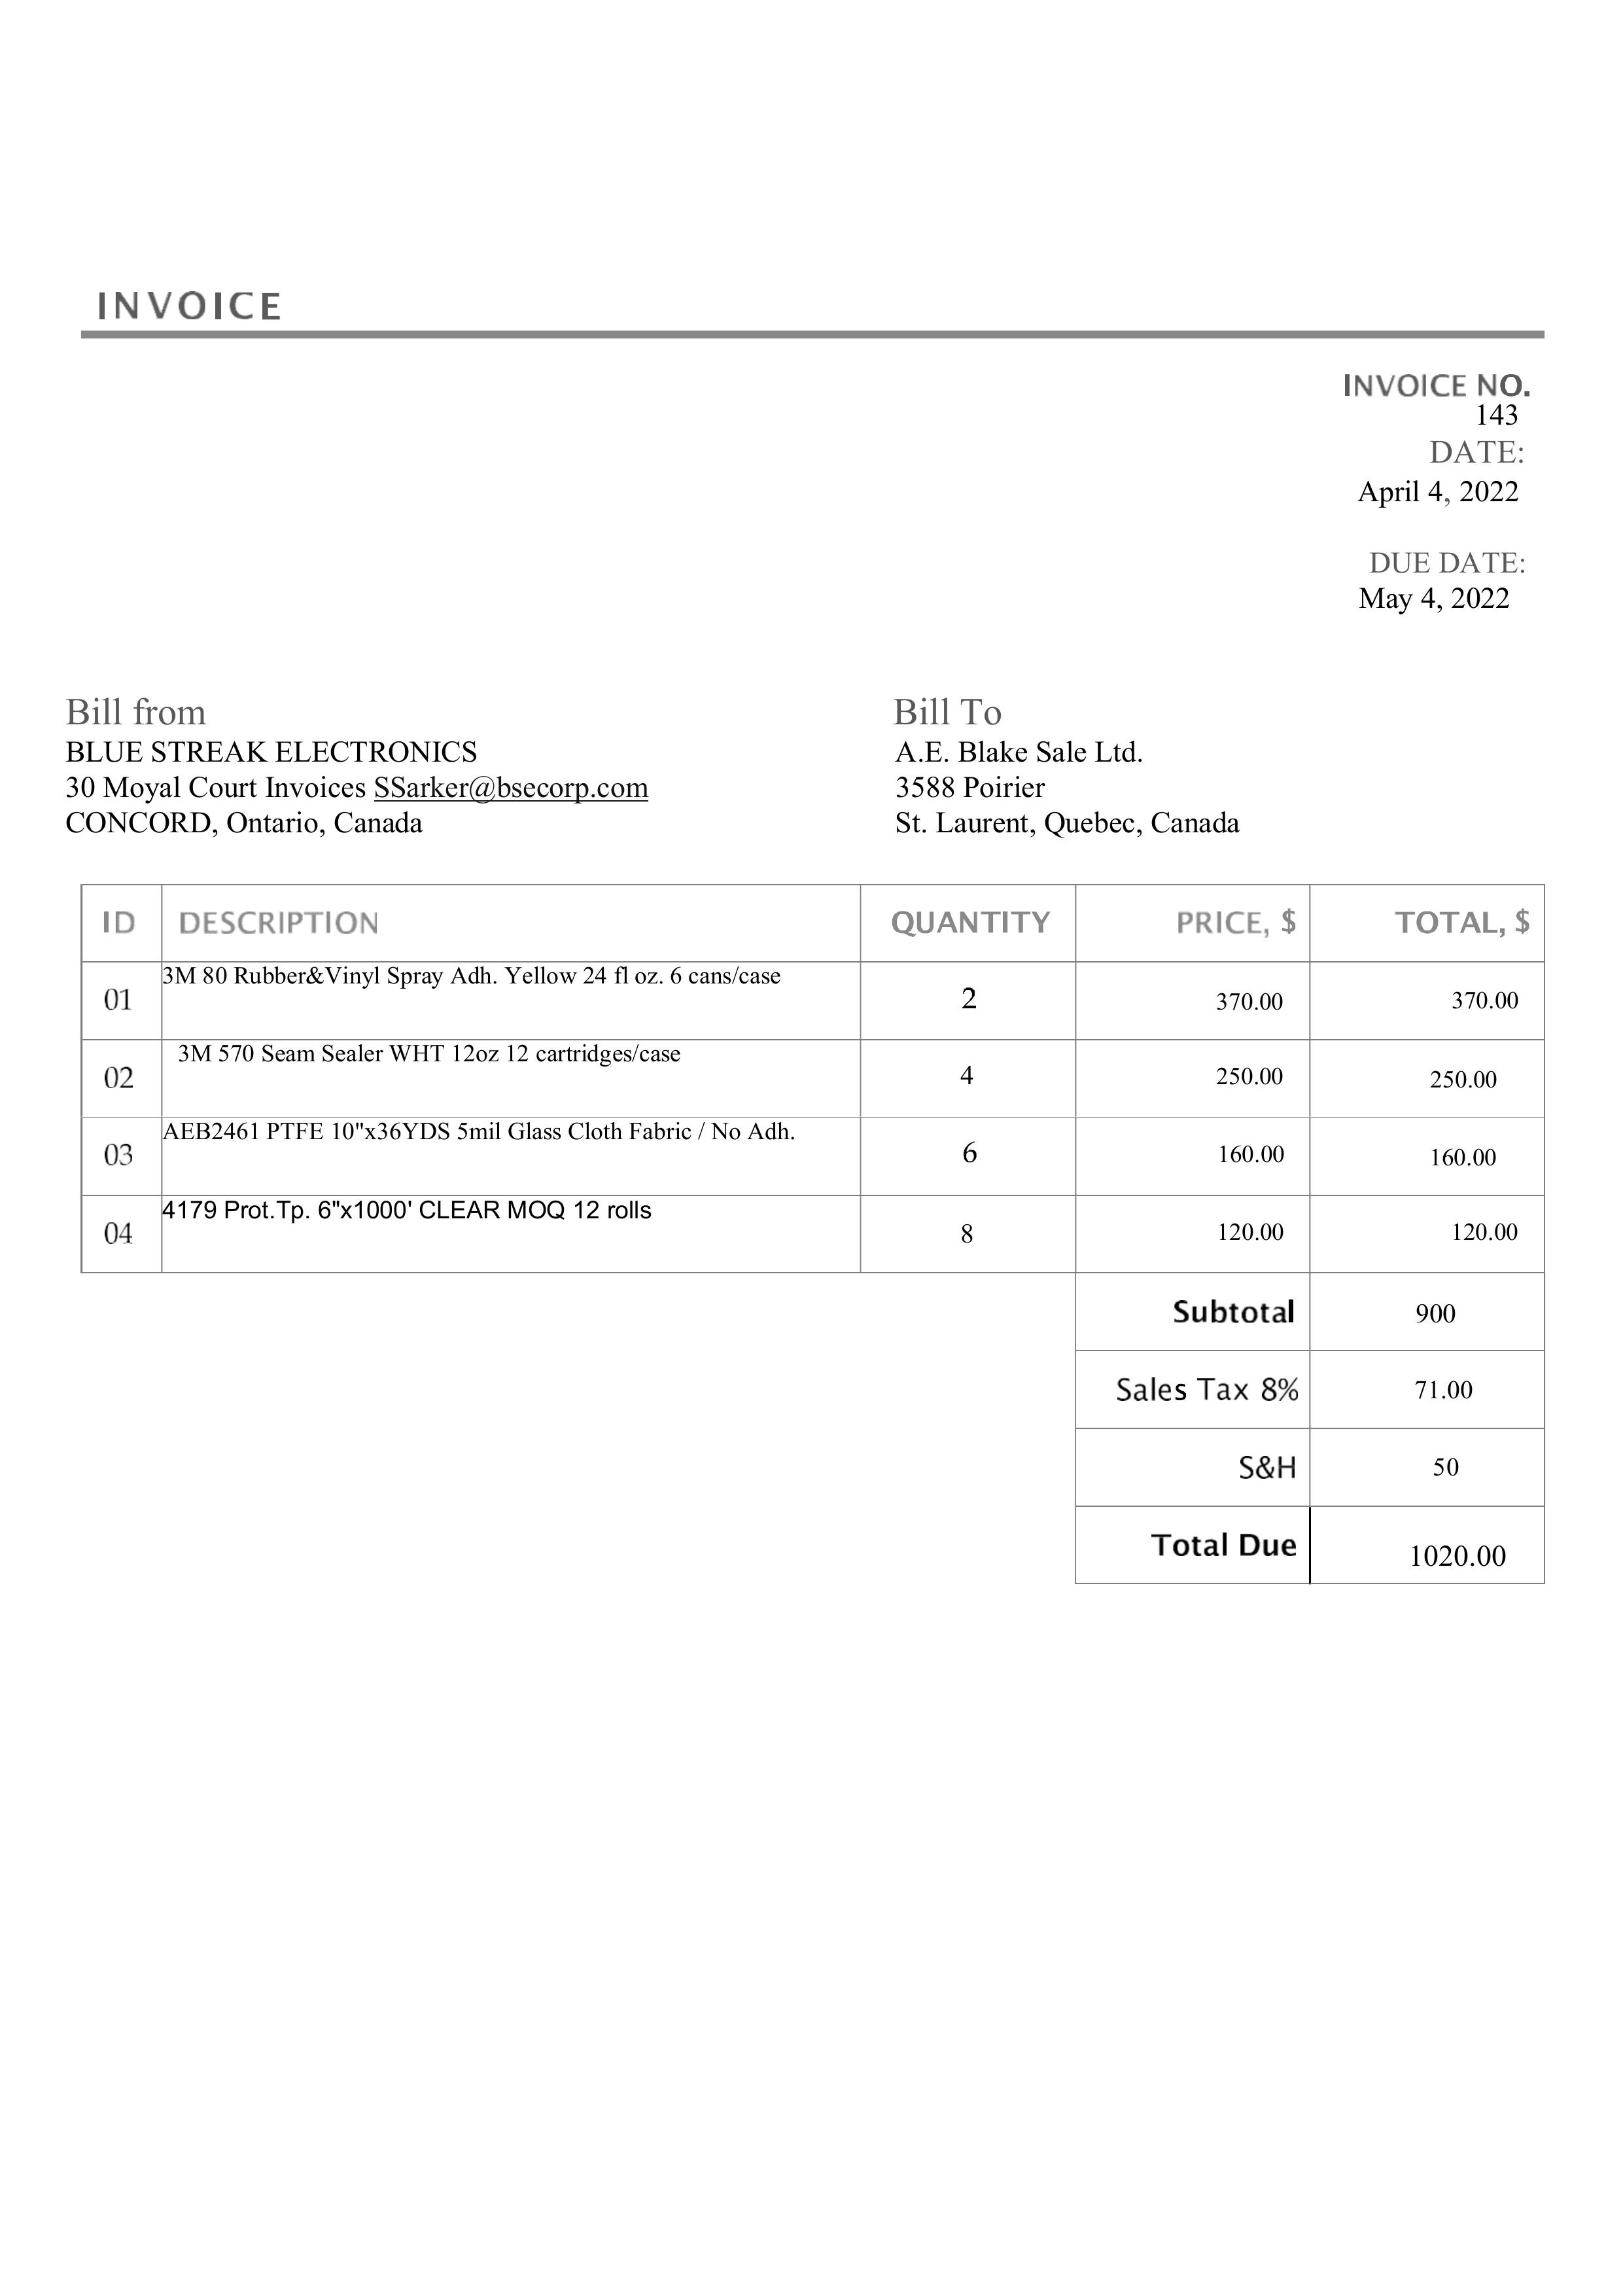 INVOICE
INVOICE NO.
143
DATE:
April 4, 2022
DUE DATE:
May 4, 2022
Bill from
BLUE STREAK ELECTRONICS
30 Moyal Court Invoices SSarker@bsecorp.com
CONCORD, Ontario, Canada
Bill To
A.E. Blake Sale Ltd.
3588 Poirier
St. Laurent, Quebec, Canada
ID DESCRIPTION QUANTITY PRICE, $ TOTAL, $
01 3M 80 Rubber&Vinyl Spray Adh. Yellow 24 fl oz. 6 cans/case 2 370.00 370.00
02 3M 570 Seam Sealer WHT 12oz 12 cartridges/case 4 250.00 250.00
03 AEB2461 PTFE 10"x36YDS 5mil Glass Cloth Fabric / No Adh. 6 160.00 160.00
04 4179 Prot.Tp. 6"x1000' CLEAR MOQ 12 rolls 8 120.00 120.00
Subtotal 900
Sales Tax 8% 71.00
S&H 50
Total Due 1020.00